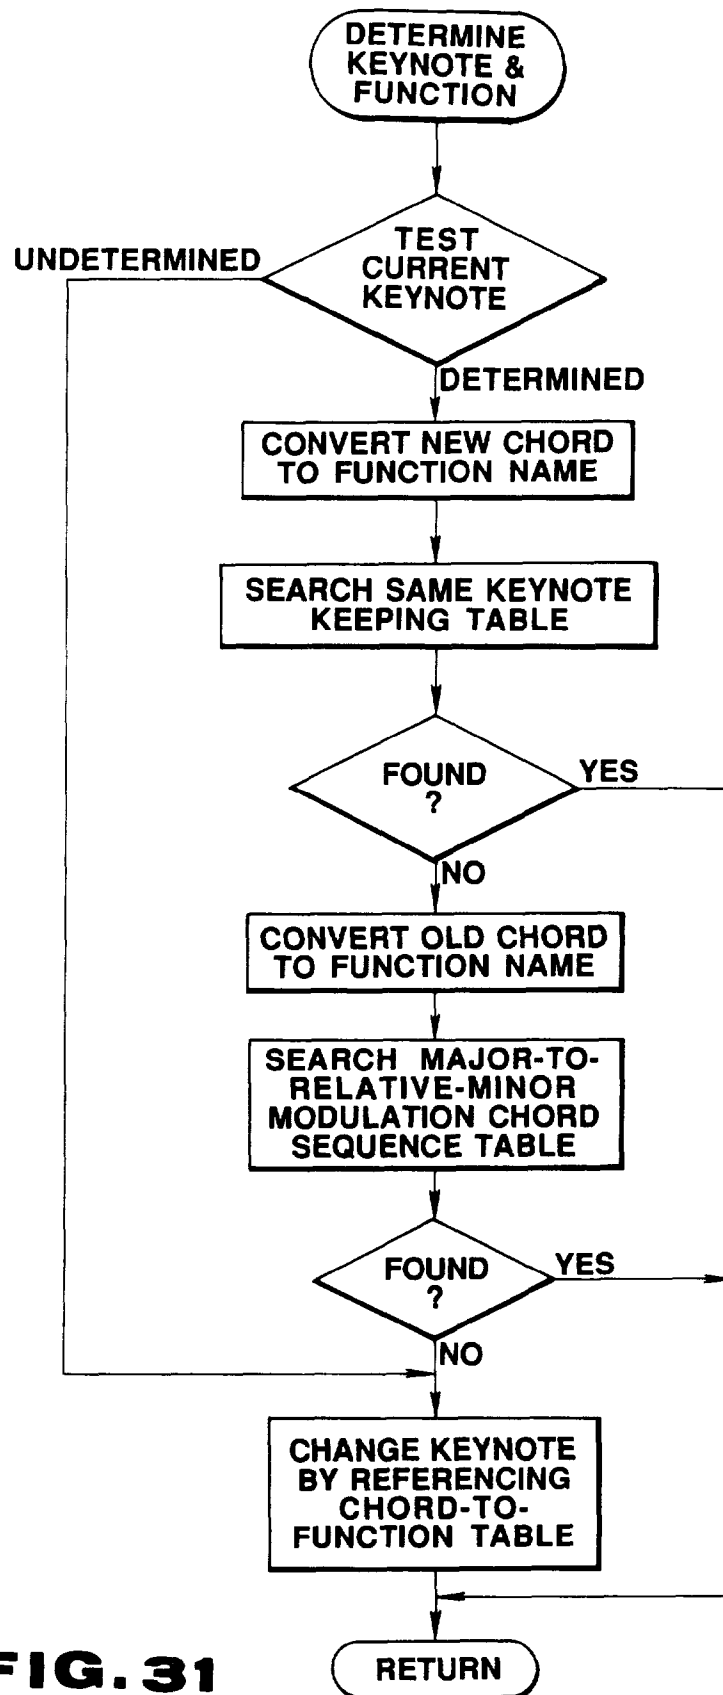 DETERMINE
KEYNOTE &
FUNCTION
TEST
CURRENT
KEYNOTE
UNDETERMINED
DETERMINED
CONVERT NEW CHORD
TO FUNCTION NAME
SEARCH SAME KEYNOTE
KEEPING TABLE
FOUND
?
YES
NO
CONVERT OLD CHORD
TO FUNCTION NAME
SEARCH MAJOR-TO-
RELATIVE-MINOR
MODULATION CHORD
SEQUENCE TABLE
FOUND
?
YES
NO
CHANGE KEYNOTE
BY REFERENCING
CHORD-TO-
FUNCTION TABLE
RETURN
FIG. 31